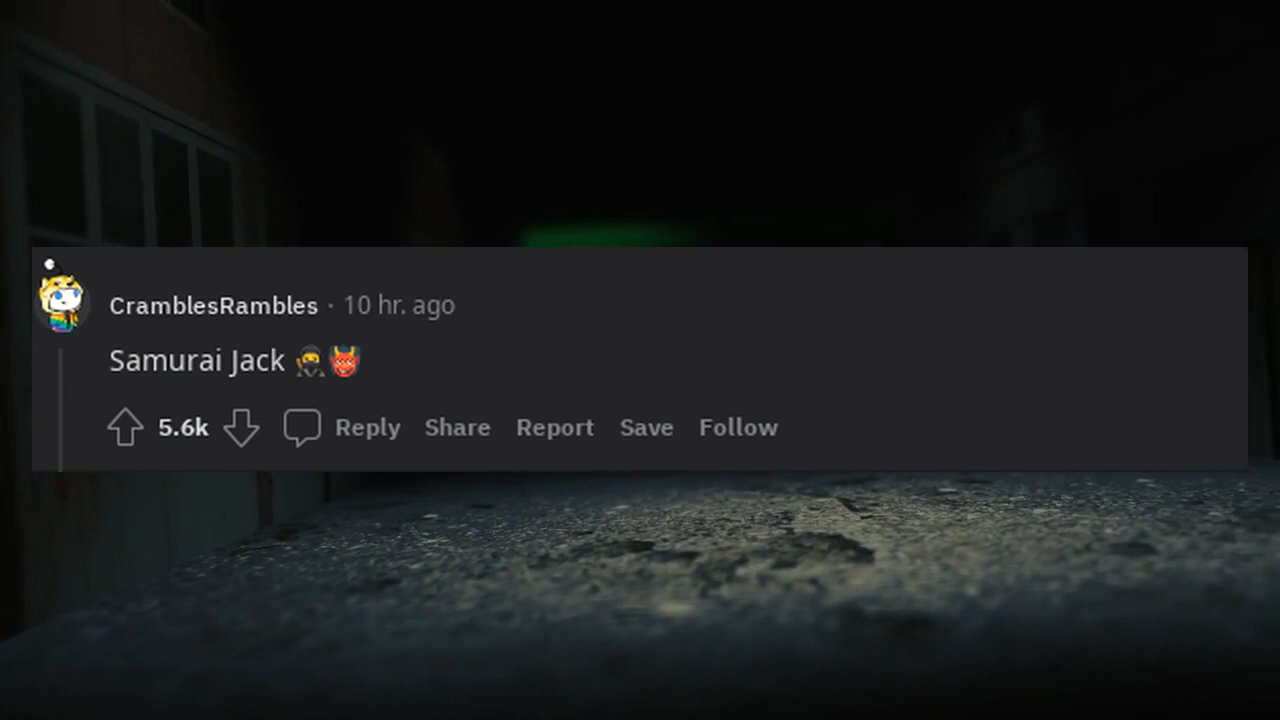 CramblesRambles · 10 hr. ago
Samurai Jack 🥷👹
5.6k Reply Share Report Save Follow